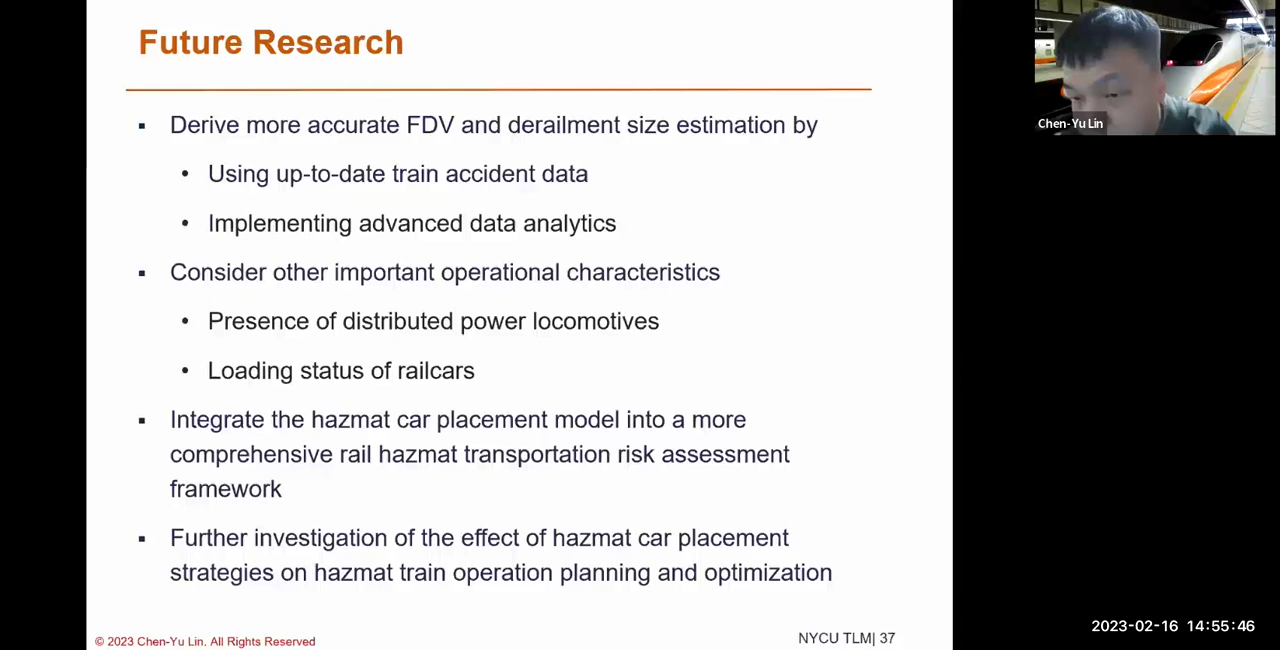 Future Research
▪ Derive more accurate FDV and derailment size estimation by
• Using up-to-date train accident data
• Implementing advanced data analytics
▪ Consider other important operational characteristics
• Presence of distributed power locomotives
• Loading status of railcars
▪ Integrate the hazmat car placement model into a more
comprehensive rail hazmat transportation risk assessment
framework
▪ Further investigation of the effect of hazmat car placement
strategies on hazmat train operation planning and optimization
© 2023 Chen-Yu Lin. All Rights Reserved
NYCU TLM| 37
Chen-Yu Lin
2023-02-16 14:55:46